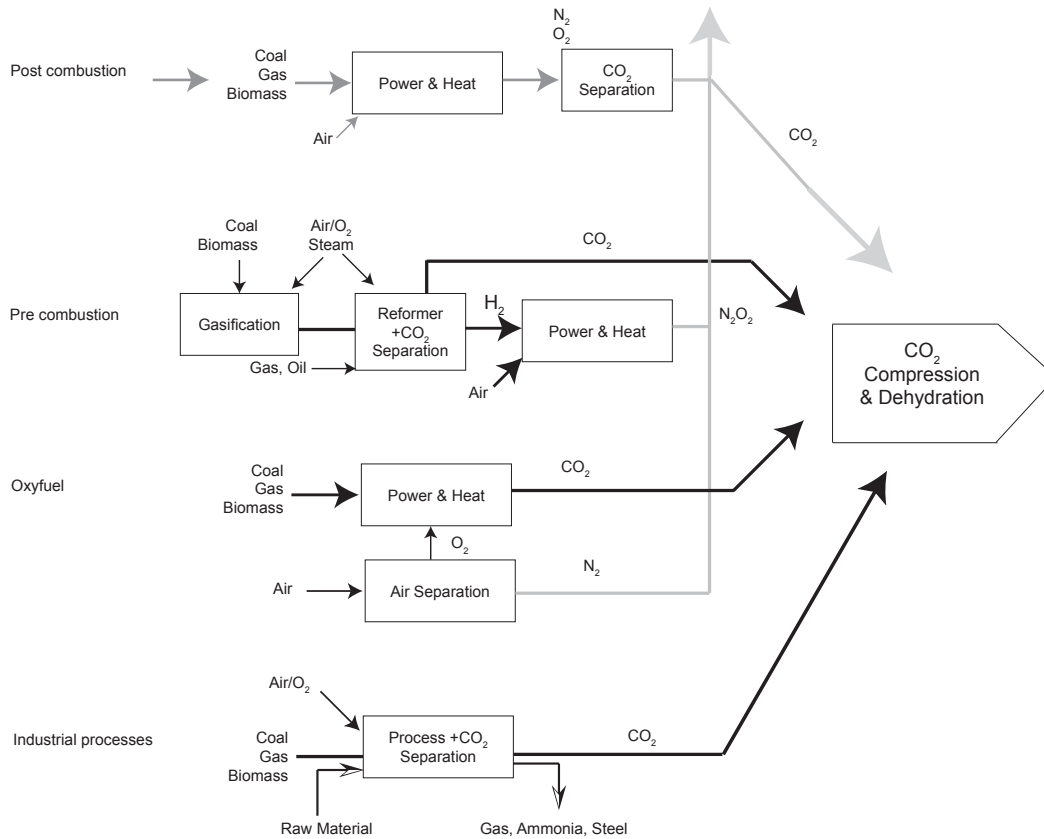 N₂
O₂
Post combustion
Coal
Gas
Biomass
Power & Heat
CO₂
Separation
Air
CO₂
Coal
Biomass
Air/O₂
Steam
CO₂
Pre combustion
Gasification
Reformer
+CO₂
Separation
H₂
Power & Heat
N₂O₂
Gas, Oil
Air
CO₂
Compression
& Dehydration
Oxyfuel
Coal
Gas
Biomass
Power & Heat
CO₂
O₂
Air
Air Separation
N₂
Air/O₂
Industrial processes
Coal
Gas
Biomass
Process +CO₂
Separation
CO₂
Raw Material
Gas, Ammonia, Steel